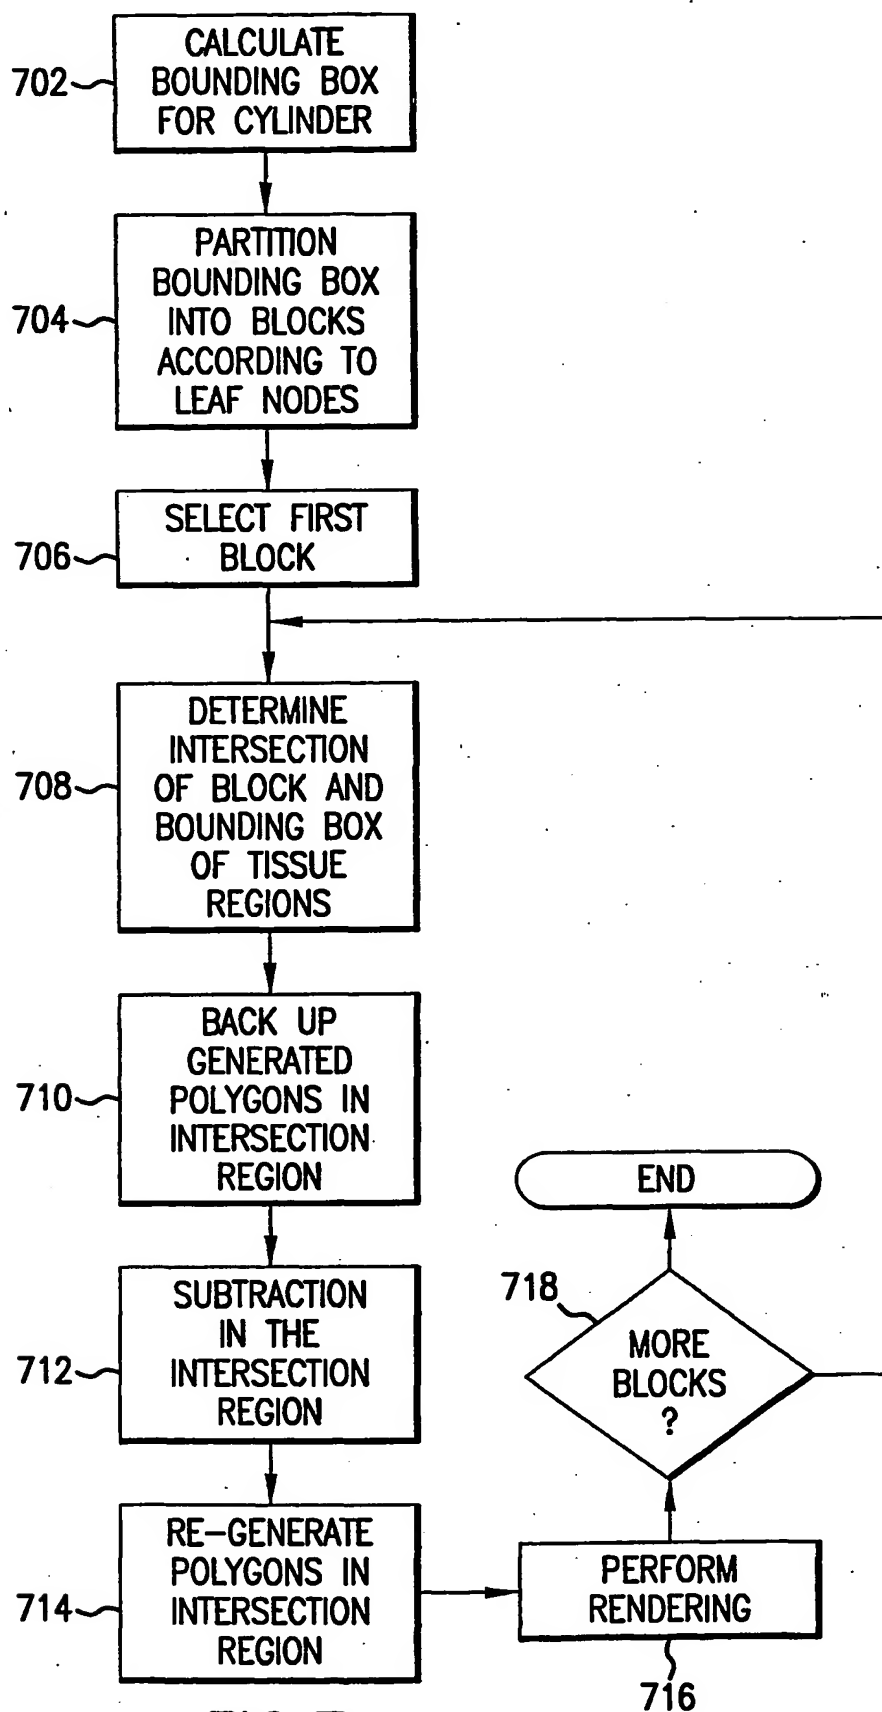 CALCULATE
BOUNDING BOX
FOR CYLINDER
702
PARTITION
BOUNDING BOX
INTO BLOCKS
ACCORDING TO
LEAF NODES
704
SELECT FIRST
BLOCK
706
DETERMINE
INTERSECTION
OF BLOCK AND
BOUNDING BOX
OF TISSUE
REGIONS
708
BACK UP
GENERATED
POLYGONS IN
INTERSECTION
REGION
710
SUBTRACTION
IN THE
INTERSECTION
REGION
712
RE-GENERATE
POLYGONS IN
INTERSECTION
REGION
714
PERFORM
RENDERING
716
MORE
BLOCKS
?
718
END